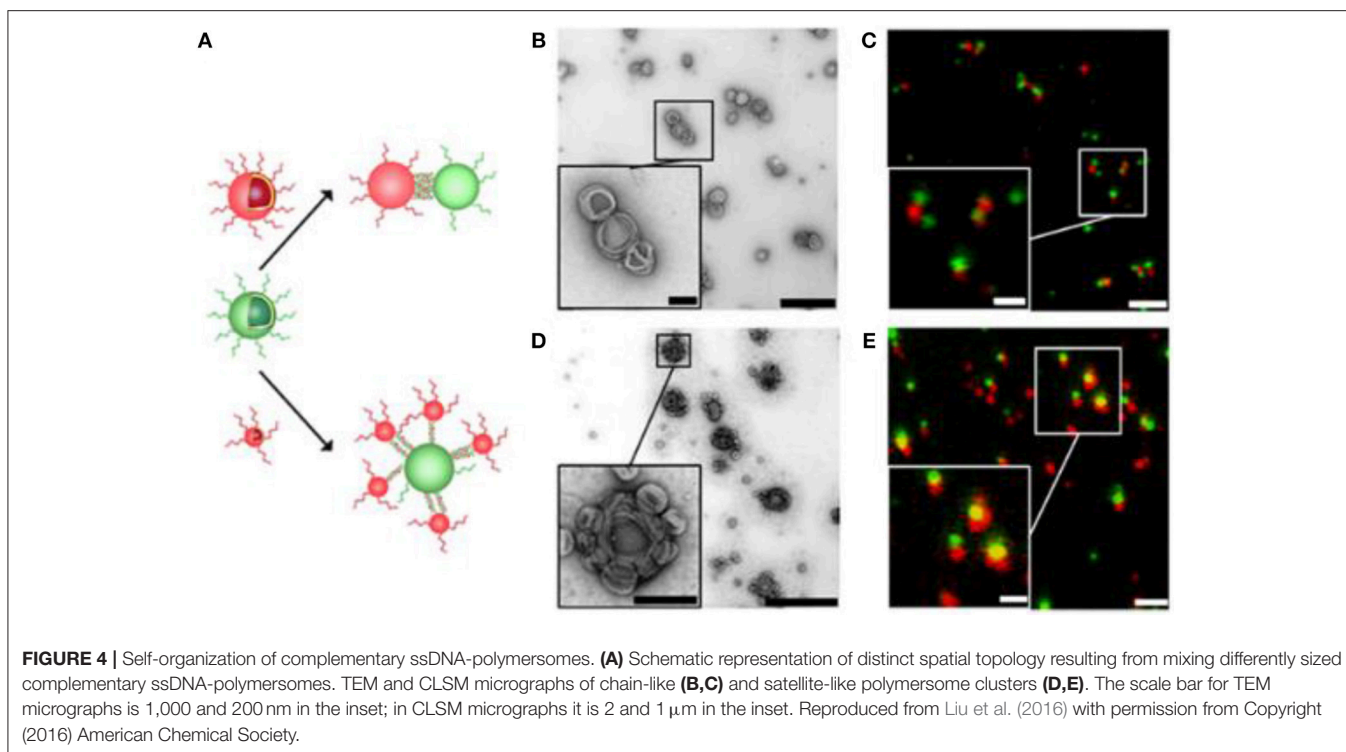 A
B
C
D
E
FIGURE 4 | Self-organization of complementary ssDNA-polymersomes. (A) Schematic representation of distinct spatial topology resulting from mixing differently sized
complementary ssDNA-polymersomes. TEM and CLSM micrographs of chain-like (B,C) and satellite-like polymersome clusters (D,E). The scale bar for TEM
micrographs is 1,000 and 200 nm in the inset; in CLSM micrographs it is 2 and 1 μm in the inset. Reproduced from Liu et al. (2016) with permission from Copyright
(2016) American Chemical Society.